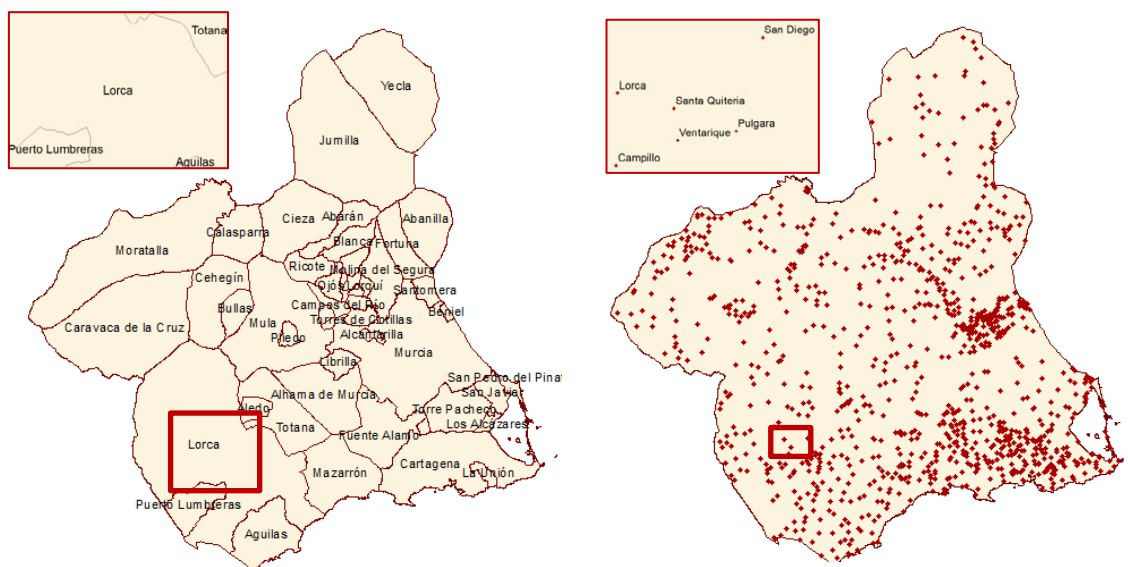 Totana
Lorca
Puerto Lumbreras
Aguilas
Yecla
Jumilla
Cieza
Abarán
Abanilla
Calasparra
Moratalla
Blanca
Fortuna
Ricote
Molina del Segura
Cehegín
Ojós
Lorquí
Santomera
Bullas
Campos del Río
Beniel
Caravaca de la Cruz
Mula
Torres de Cotillas
Pliego
Alcantarilla
Murcia
Librilla
San Pedro del Pinat
San Javier
Alhama de Murcia
Aledo
Torre Pacheco
Totana
Los Alcázares
Fuente Alamo
Lorca
Cartagena
La Unión
Mazarrón
Puerto Lumbreras
Aguilas
San Diego
Lorca
Santa Quiteria
Pulgara
Ventarique
Campillo